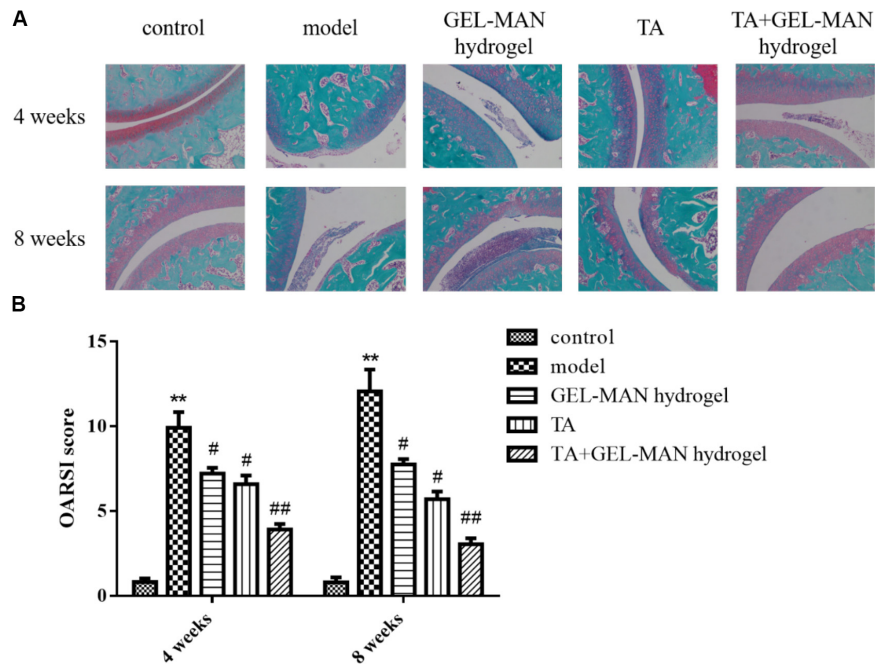 A
control
model
GEL-MAN
hydrogel
TA
TA+GEL-MAN
hydrogel
4 weeks
8 weeks
B
OARSI score
15
10
5
0
**
#
#
##
**
#
#
##
4 weeks
8 weeks
control
model
GEL-MAN hydrogel
TA
TA+GEL-MAN hydrogel